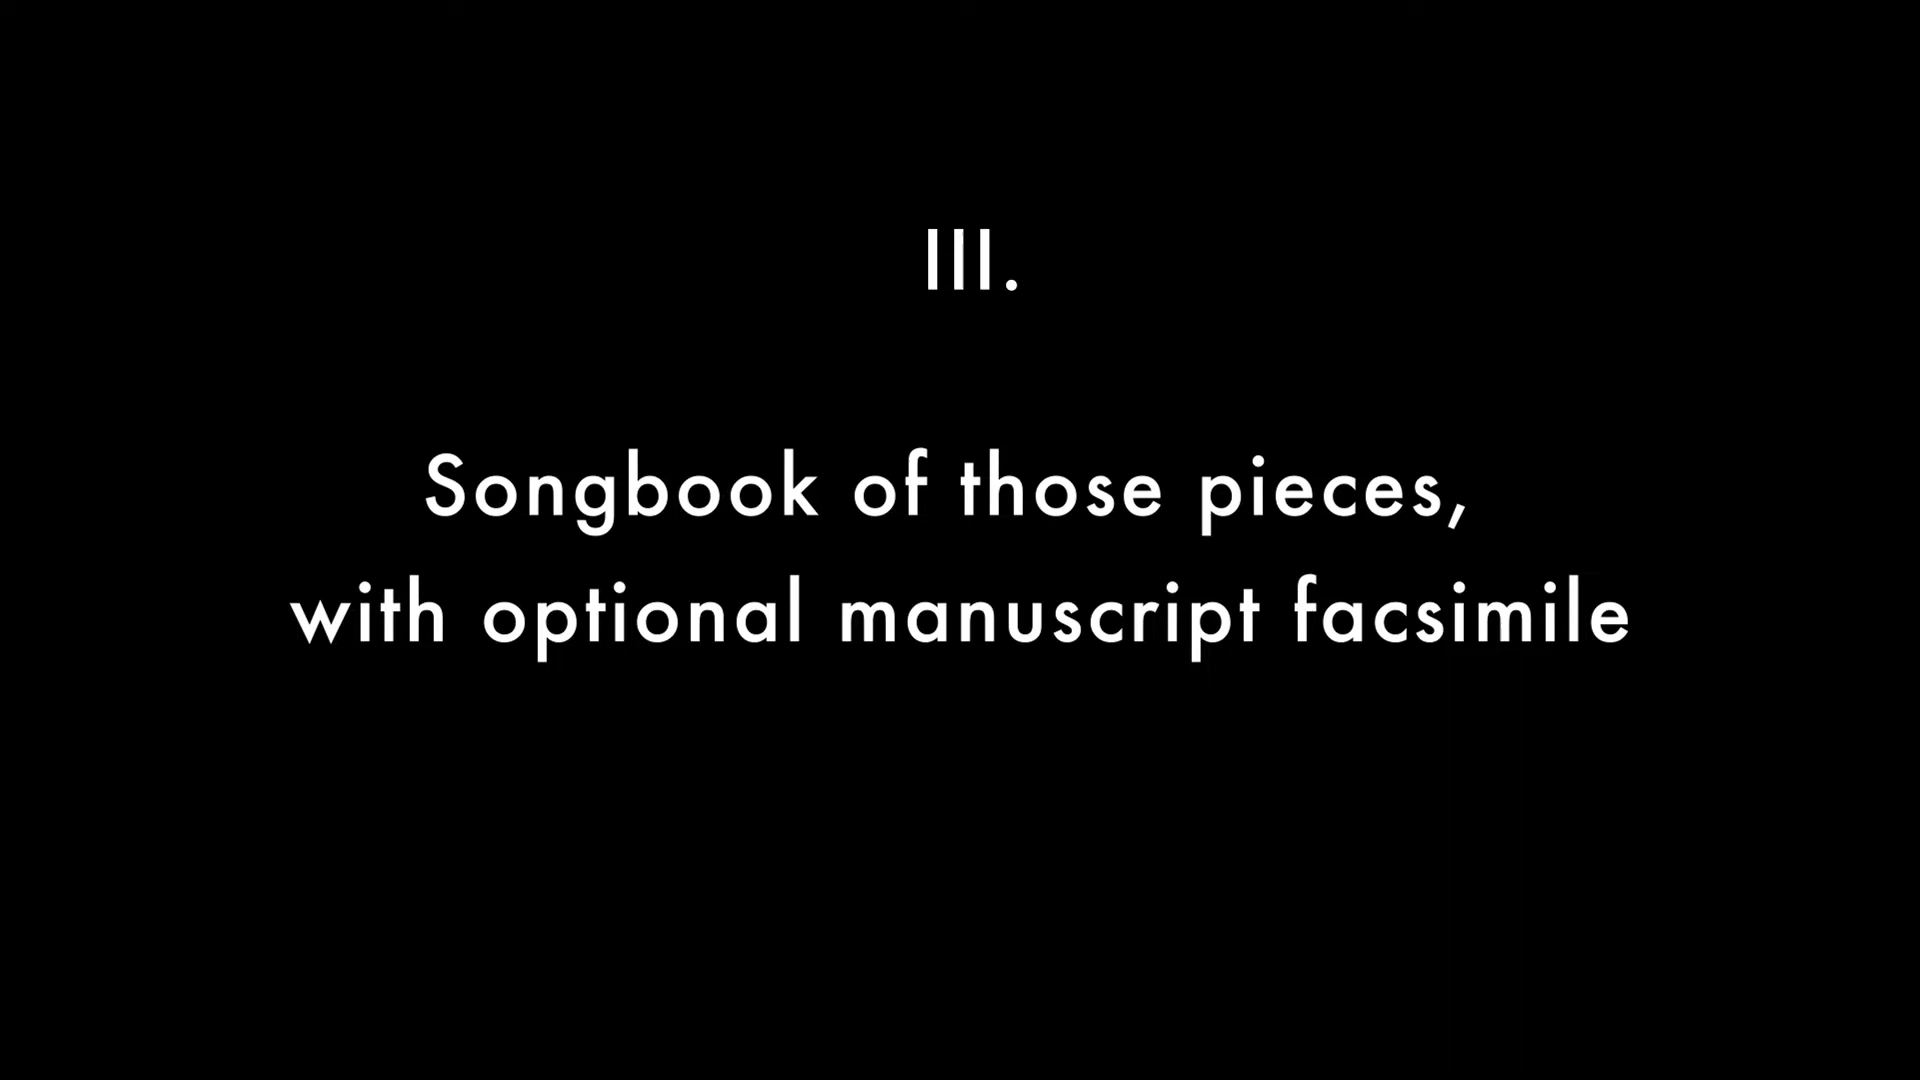 III.
Songbook of those pieces,
with optional manuscript facsimile